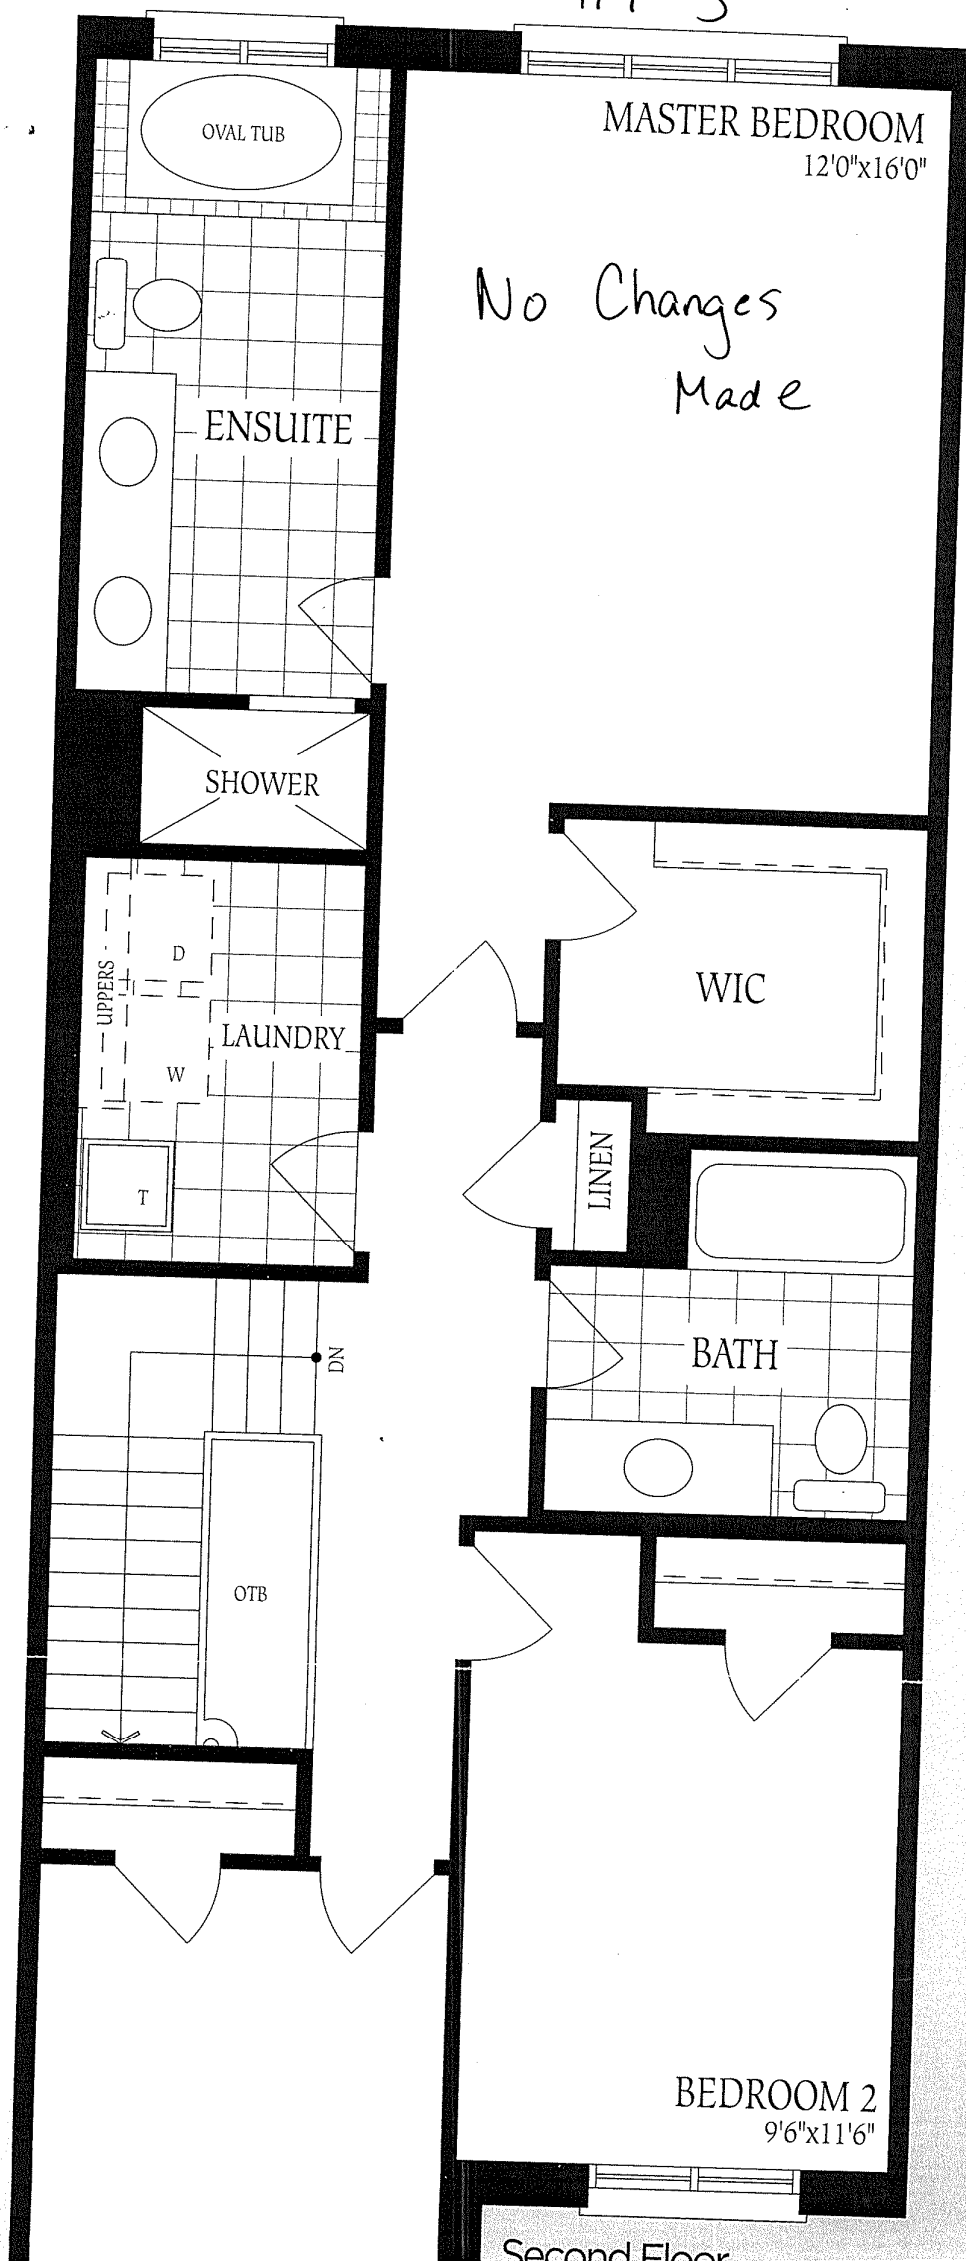 OVAL TUB
MASTER BEDROOM
12'0"x16'0"
No Changes
Made
ENSUITE
SHOWER
UPPERS
D
LAUNDRY
W
T
WIC
LINEN
DN
BATH
OTB
BEDROOM 2
9'6"x11'6"
Second Floor